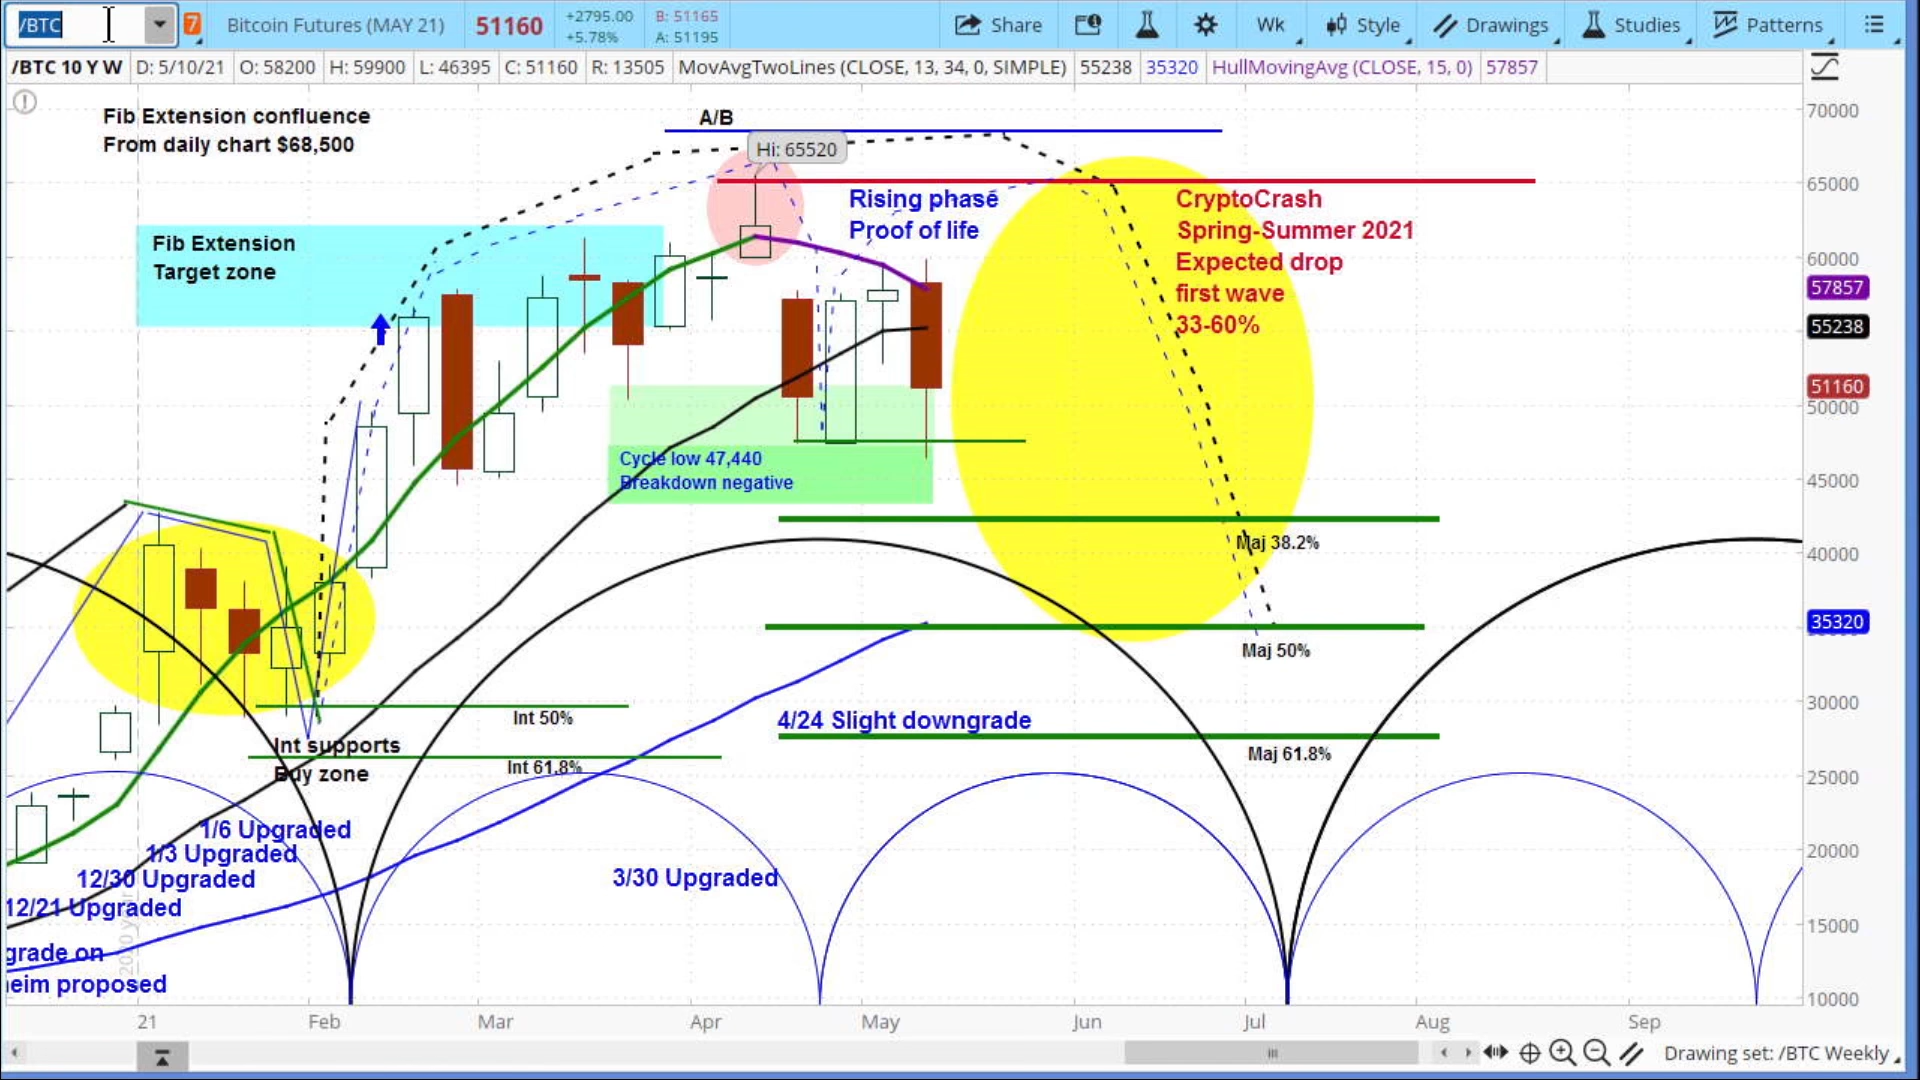 /BTC
7
Bitcoin Futures (MAY 21)
51160
+2795.00
+5.78%
B: 51165
A: 51195
Share
Wk
Style
Drawings
Studies
Patterns
/BTC 10 Y W
D: 5/10/21
O: 58200
H: 59900
L: 46395
C: 51160
R: 13505
MovAvgTwoLines (CLOSE, 13, 34, 0, SIMPLE)
55238
35320
HullMovingAvg (CLOSE, 15, 0)
57857
Fib Extension confluence
From daily chart $68,500
A/B
Hi: 65520
Rising phase
Proof of life
CryptoCrash
Spring-Summer 2021
Expected drop
first wave
33-60%
Fib Extension
Target zone
Cycle low 47,440
Breakdown negative
Maj 38.2%
Maj 50%
Int 50%
4/24 Slight downgrade
Maj 61.8%
Int supports
Buy zone
Int 61.8%
1/6 Upgraded
1/3 Upgraded
12/30 Upgraded
12/21 Upgraded
3/30 Upgraded
grade on
eim proposed
70000
65000
60000
57857
55238
51160
50000
45000
40000
35320
30000
25000
20000
15000
10000
21
Feb
Mar
Apr
May
Jun
Jul
Aug
Sep
Drawing set: /BTC Weekly